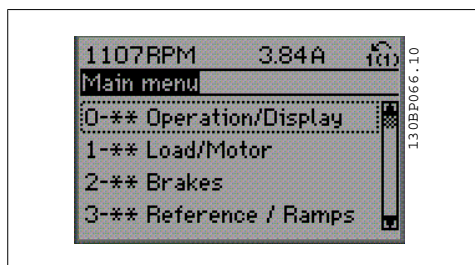 1107RPM 3.84A 1(1)
Main menu
0-** Operation/Display
1-** Load/Motor
2-** Brakes
3-** Reference / Ramps
130BP066.10